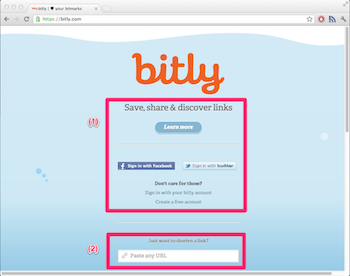 bitly | ♥ your bitmarks
https://bitly.com
bitly
Save, share & discover links
(1)
Learn more
Sign in with Facebook
Sign in with twitter
Don't care for those?
Sign in with your bitly account
Create a free account
(2)
Just want to shorten a link?
Paste any URL